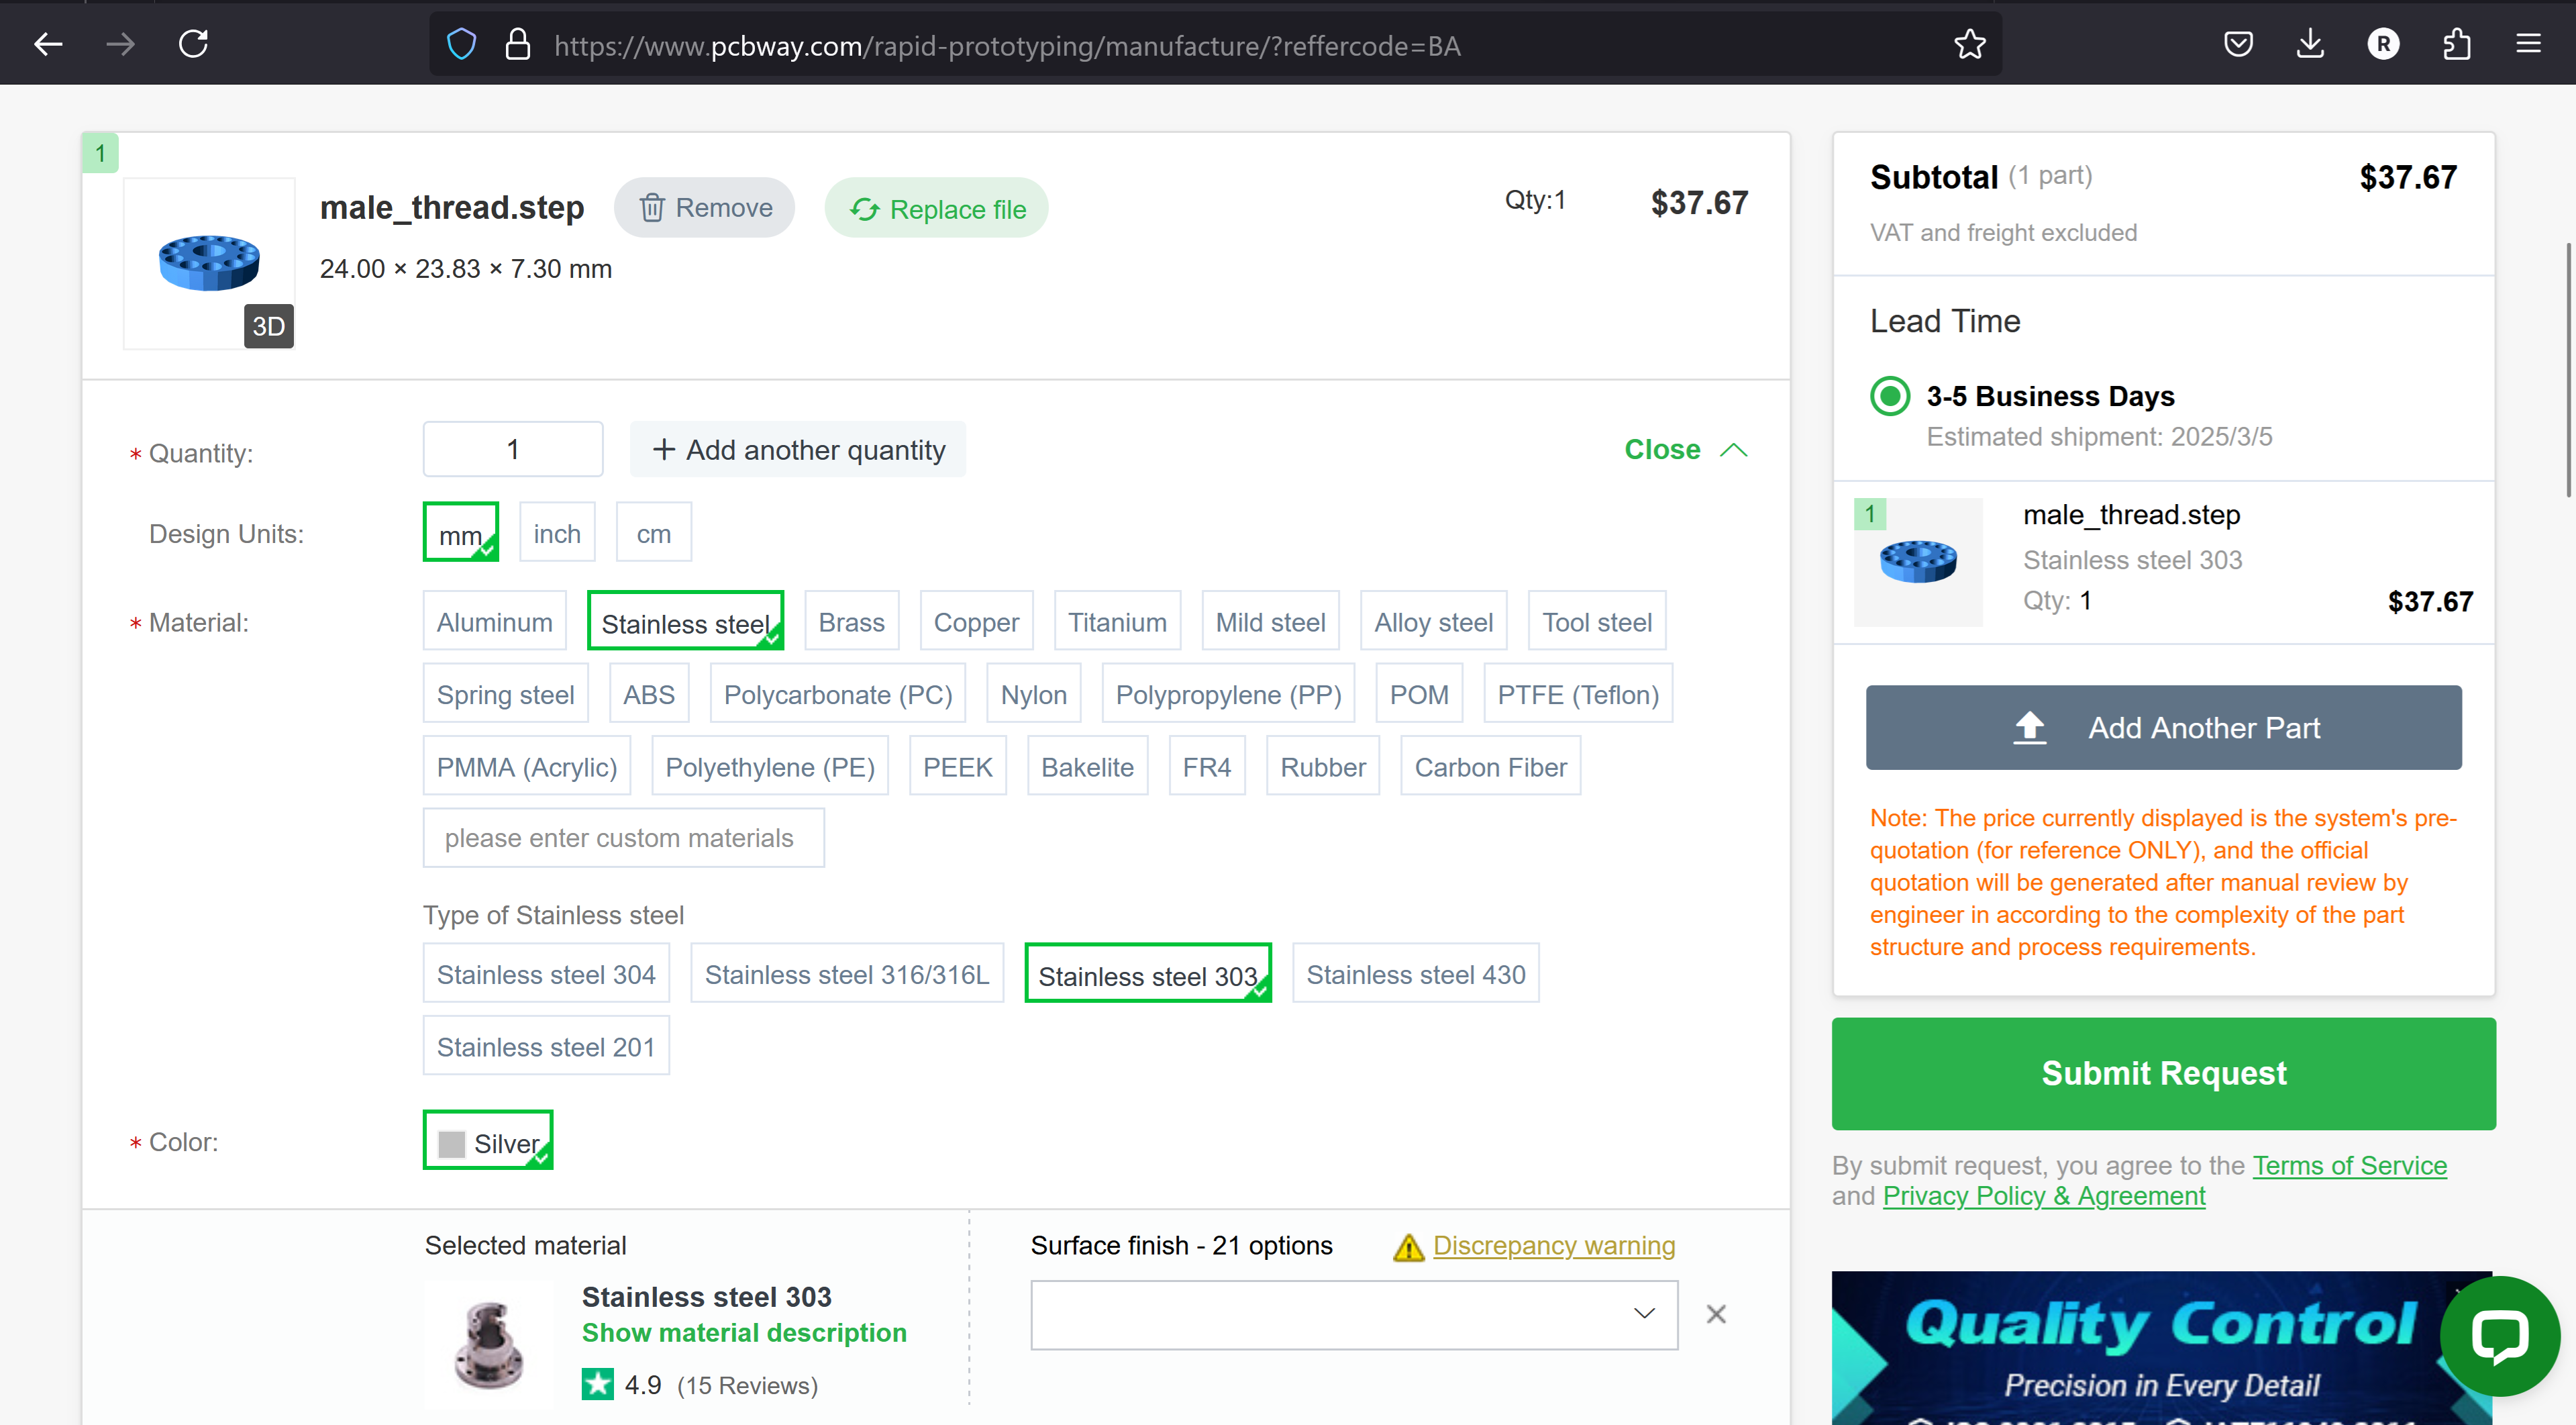 https://www.pcbway.com/rapid-prototyping/manufacture/?reffercode=BA
R
1
male_thread.step
Remove
Replace file
Qty:1
$37.67
24.00 × 23.83 × 7.30 mm
3D
* Quantity:
1
+ Add another quantity
Close
Design Units:
mm
inch
cm
* Material:
Aluminum
Stainless steel
Brass
Copper
Titanium
Mild steel
Alloy steel
Tool steel
Spring steel
ABS
Polycarbonate (PC)
Nylon
Polypropylene (PP)
POM
PTFE (Teflon)
PMMA (Acrylic)
Polyethylene (PE)
PEEK
Bakelite
FR4
Rubber
Carbon Fiber
please enter custom materials
Type of Stainless steel
Stainless steel 304
Stainless steel 316/316L
Stainless steel 303
Stainless steel 430
Stainless steel 201
* Color:
Silver
Selected material
Stainless steel 303
Show material description
4.9 (15 Reviews)
Surface finish - 21 options
Discrepancy warning
Subtotal (1 part)
$37.67
VAT and freight excluded
Lead Time
3-5 Business Days
Estimated shipment: 2025/3/5
1
male_thread.step
Stainless steel 303
Qty: 1
$37.67
Add Another Part
Note: The price currently displayed is the system's pre-
quotation (for reference ONLY), and the official
quotation will be generated after manual review by
engineer in according to the complexity of the part
structure and process requirements.
Submit Request
By submit request, you agree to the Terms of Service
and Privacy Policy & Agreement
Quality Control
Precision in Every Detail